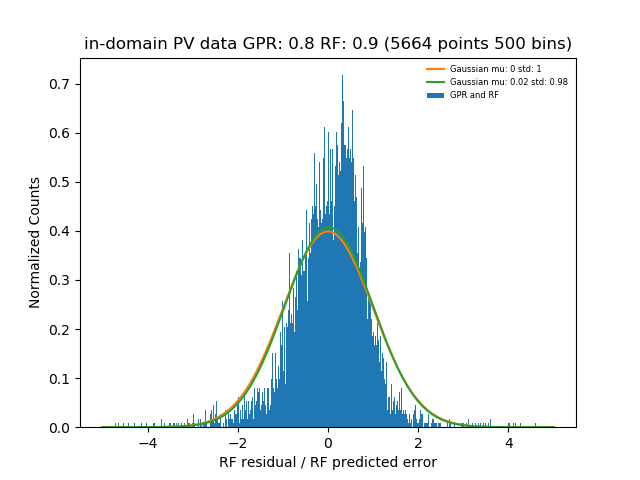 in-domain PV data GPR: 0.8 RF: 0.9 (5664 points 500 bins)
Gaussian mu: 0 std: 1
Gaussian mu: 0.02 std: 0.98
GPR and RF
Normalized Counts
0.7
0.6
0.5
0.4
0.3
0.2
0.1
0.0
−4 −2 0 2 4
RF residual / RF predicted error